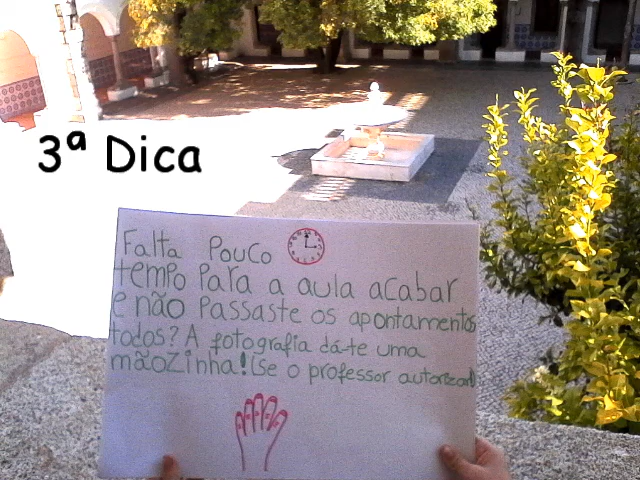 3ª Dica
Falta Pouco
tempo para a aula acabar
e não passaste os apontamentos
todos? A fotografia dá-te uma
mãozinha! (Se o professor autorizar)